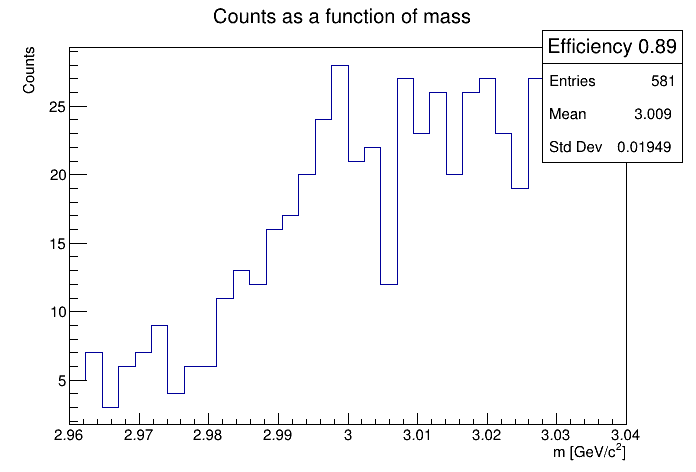 Counts as a function of mass
Counts
Efficiency 0.89
Entries 581
Mean 3.009
Std Dev 0.01949
25
20
15
10
5
2.96 2.97 2.98 2.99 3 3.01 3.02 3.03 3.04
m [GeV/c²]